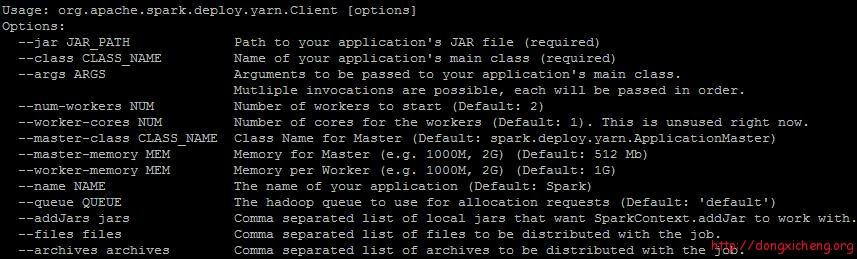 Usage: org.apache.spark.deploy.yarn.Client [options]
Options:
--jar JAR_PATH Path to your application's JAR file (required)
--class CLASS_NAME Name of your application's main class (required)
--args ARGS Arguments to be passed to your application's main class.
Mutliple invocations are possible, each will be passed in order.
--num-workers NUM Number of workers to start (Default: 2)
--worker-cores NUM Number of cores for the workers (Default: 1). This is unsused right now.
--master-class CLASS_NAME Class Name for Master (Default: spark.deploy.yarn.ApplicationMaster)
--master-memory MEM Memory for Master (e.g. 1000M, 2G) (Default: 512 Mb)
--worker-memory MEM Memory per Worker (e.g. 1000M, 2G) (Default: 1G)
--name NAME The name of your application (Default: Spark)
--queue QUEUE The hadoop queue to use for allocation requests (Default: 'default')
--addJars jars Comma separated list of local jars that want SparkContext.addJar to work with.
--files files Comma separated list of files to be distributed with the job.
--archives archives Comma separated list of archives to be distributed with the job.
http://dongxicheng.org